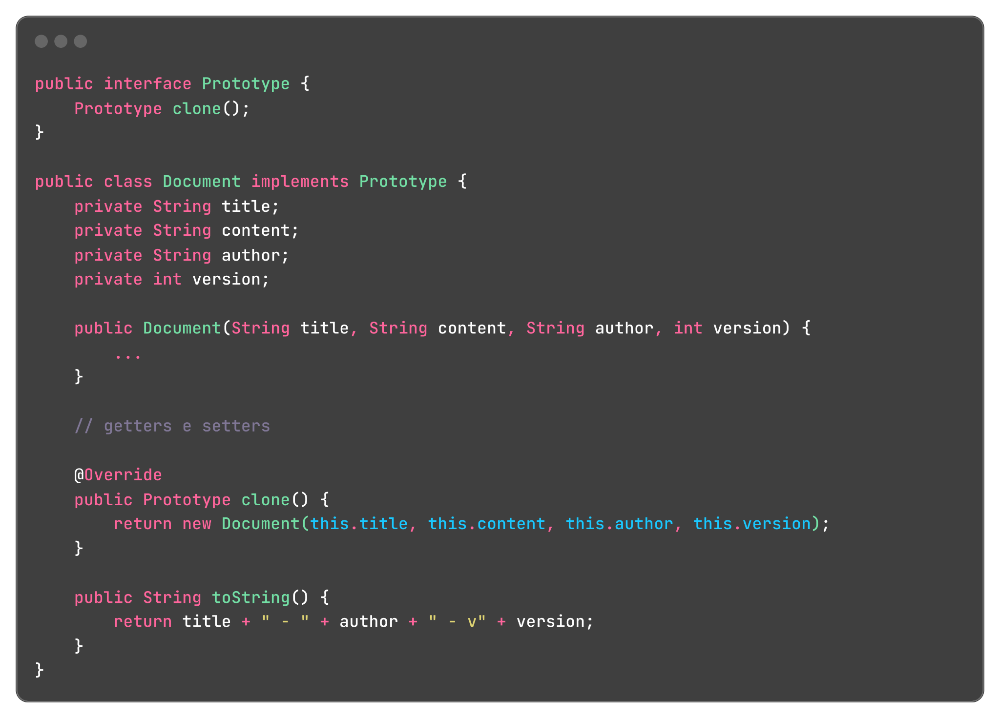 public interface Prototype {
    Prototype clone();
}

public class Document implements Prototype {
    private String title;
    private String content;
    private String author;
    private int version;

    public Document(String title, String content, String author, int version) {
        ...
    }

    // getters e setters

    @Override
    public Prototype clone() {
        return new Document(this.title, this.content, this.author, this.version);
    }

    public String toString() {
        return title + " - " + author + " - v" + version;
    }
}